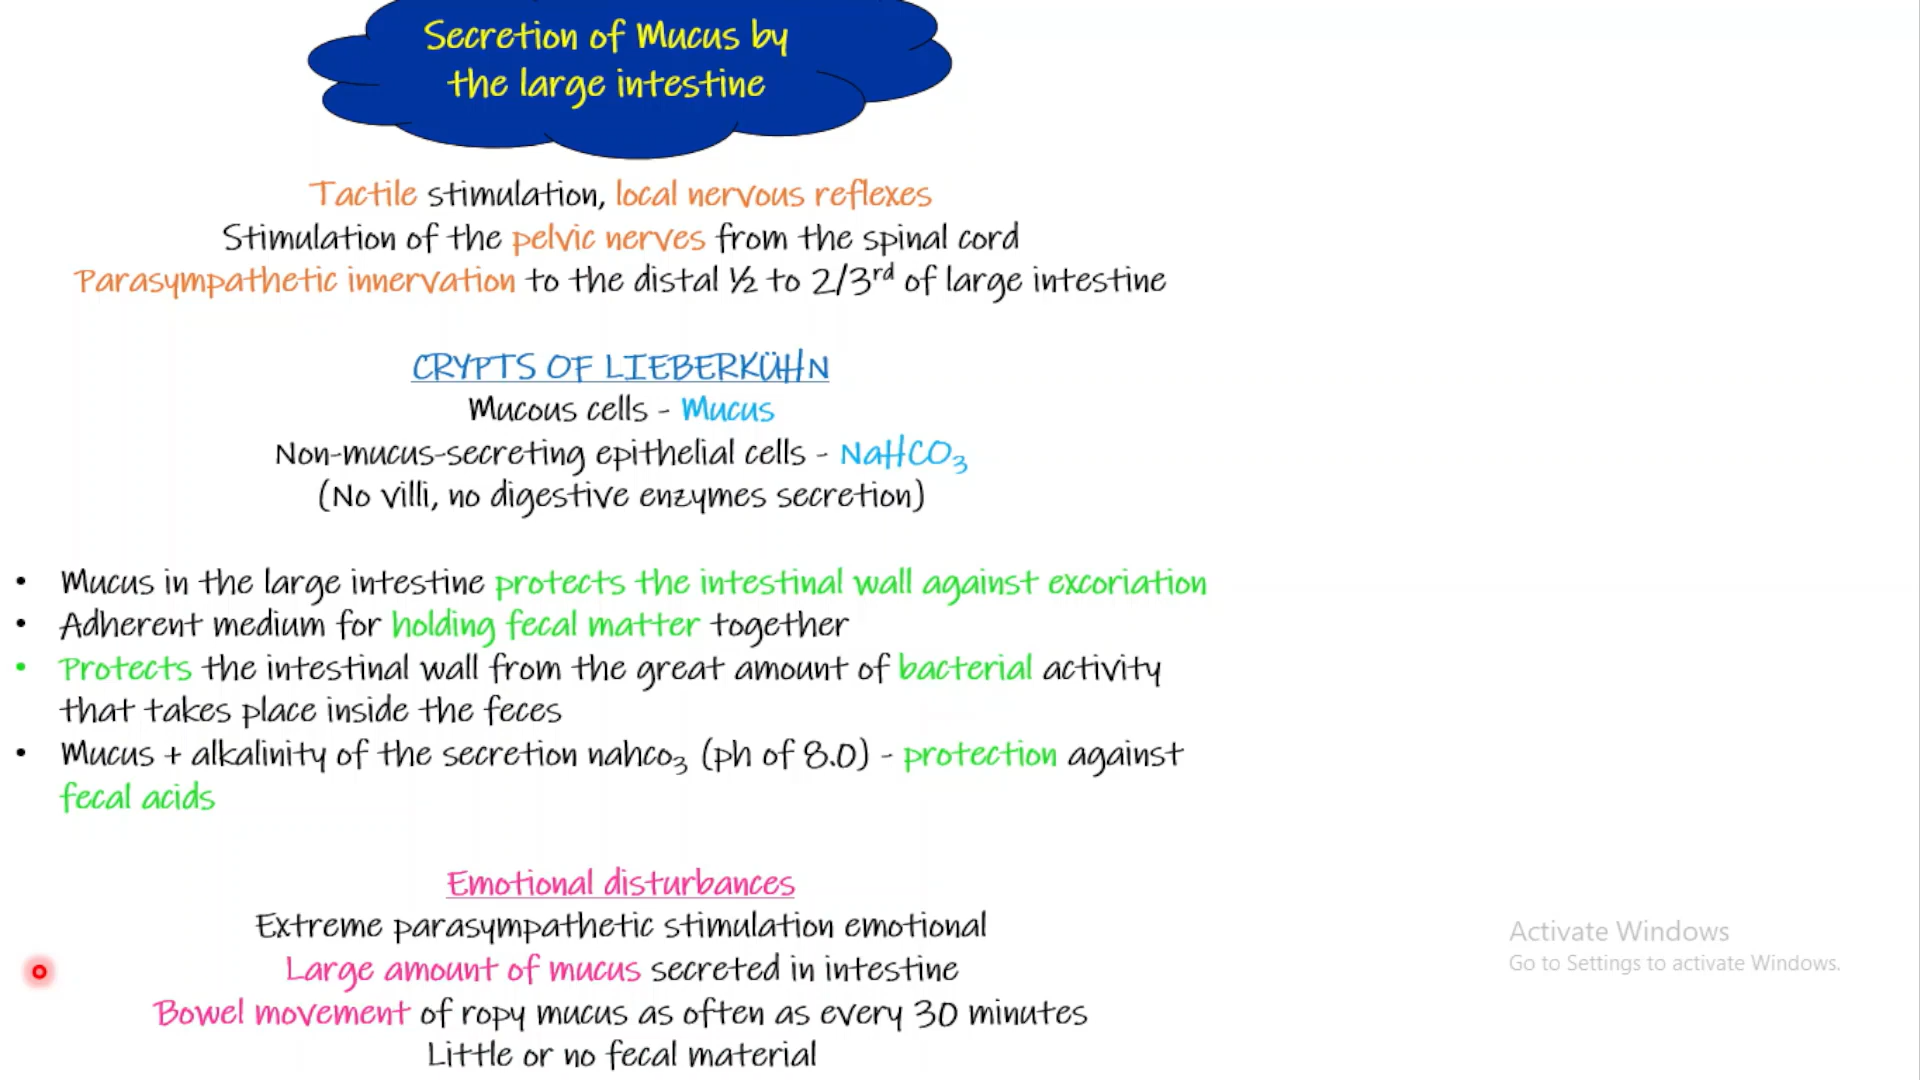 Secretion of Mucus by
the large intestine
Tactile stimulation, local nervous reflexes
Stimulation of the pelvic nerves from the spinal cord
Parasympathetic innervation to the distal ½ to 2/3rd of large intestine
CRYPTS OF LIEBERKÜHN
Mucous cells - Mucus
Non-mucus-secreting epithelial cells - NaHCO3
(No villi, no digestive enzymes secretion)
• Mucus in the large intestine protects the intestinal wall against excoriation
• Adherent medium for holding fecal matter together
• Protects the intestinal wall from the great amount of bacterial activity
that takes place inside the feces
• Mucus + alkalinity of the secretion nahco3 (ph of 8.0) - protection against
fecal acids
Emotional disturbances
Extreme parasympathetic stimulation emotional
Large amount of mucus secreted in intestine
Bowel movement of ropy mucus as often as every 30 minutes
Little or no fecal material
Activate Windows
Go to Settings to activate Windows.